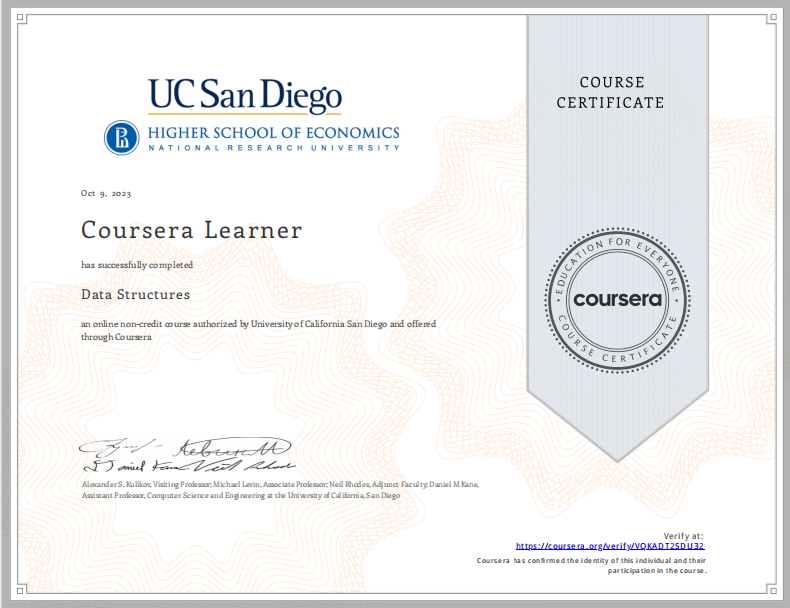 UC San Diego
HIGHER SCHOOL OF ECONOMICS
NATIONAL RESEARCH UNIVERSITY
COURSE
CERTIFICATE
Oct 9, 2023
Coursera Learner
has successfully completed
Data Structures
an online non-credit course authorized by University of California San Diego and offered
through Coursera
EDUCATION FOR EVERYONE
coursera
COURSE CERTIFICATE
Alexander S. Kulikov, Visiting Professor; Michael Levin, Associate Professor; Neil Rhodes, Adjunct Faculty; Daniel M Kane,
Assistant Professor, Computer Science and Engineering at the University of California, San Diego
Verify at:
https://coursera.org/verify/VQKADT2SDU32
Coursera has confirmed the identity of this individual and their
participation in the course.